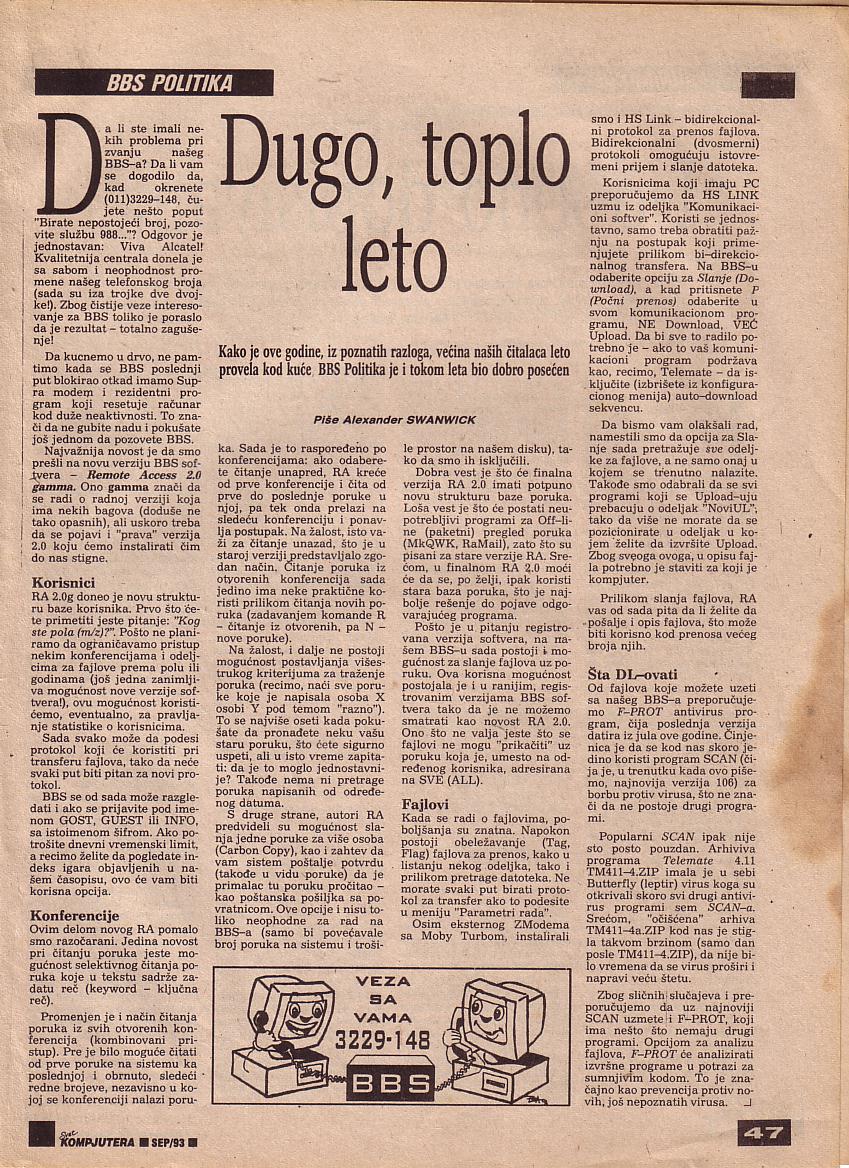 BBS POLITIKA
Dugo, toplo
leto
Kako je ove godine, iz poznatih razloga, većina naših čitalaca leto
provela kod kuće, BBS Politika je i tokom leta bio dobro posećen
Piše Alexander SWANWICK
Da li ste imali ne-
kih problema pri
zvanju našeg
BBS–a? Da li vam
se dogodilo da,
kad okrenete
(011)3229–148, ču-
jete nešto poput
"Birate nepostojeći broj, pozo-
vite službu 988..."? Odgovor je
jednostavan: Viva Alcatel!
Kvalitetnija centrala donela je
sa sabom i neophodnost pro-
mene našeg telefonskog broja
(sada su iza trojke dve dvoj-
ke!). Zbog čistije veze intereso-
vanje za BBS toliko je poraslo
da je rezultat – totalno zaguše-
nje!
Da kucnemo u drvo, ne pam-
timo kada se BBS poslednji
put blokirao otkad imamo Sup-
ra modem i rezidentni pro-
gram koji resetuje računar
kod duže neaktivnosti. To zna-
či da ne gubite nadu i pokušate
još jednom da pozovete BBS.
Najvažnija novost je da smo
prešli na novu verziju BBS sof-
tvera – Remote Access 2.0
gamma. Ono gamma znači da
se radi o radnoj verziji koja
ima nekih bagova (doduše ne
tako opasnih), ali uskoro treba
da se pojavi i "prava" verzija
2.0 koju ćemo instalirati čim
do nas stigne.
Korisnici
RA 2.0g doneo je novu struktu-
ru baze korisnika. Prvo što će-
te primetiti jeste pitanje: "Kog
ste pola (m/z)?". Pošto ne plani-
ramo da ograničavamo pristup
nekim konferencijama i odelj-
cima za fajlove prema polu ili
godinama (još jedna zanimlji-
va mogućnost nove verzije sof-
tvera!), ovu mogućnost koristi-
ćemo, eventualno, za pravlja-
nje statistike o korisnicima.
Sada svako može da podesi
protokol koji će koristiti pri
transferu fajlova, tako da neće
svaki put biti pitan za novi pro-
tokol.
BBS se od sada može razgle-
dati i ako se prijavite pod ime-
nom GOST, GUEST ili INFO,
sa istoimenom šifrom. Ako po-
trošite dnevni vremenski limit,
a recimo želite da pogledate in-
deks igara objavljenih u na-
šem časopisu, ovo će vam biti
korisna opcija.
Konferencije
Ovim delom novog RA pomalo
smo razočarani. Jedina novost
pri čitanju poruka jeste mo-
gućnost selektivnog čitanja po-
ruka koje u tekstu sadrže za-
datu reč (keyword – ključna
reč).
Promenjen je i način čitanja
poruka iz svih otvorenih kon-
ferencija (kombinovani pri-
stup). Pre je bilo moguće čitati
od prve poruke na sistemu ka
poslednjoj i obrnuto, sledeći
redne brojeve, nezavisno u ko-
joj se konferenciji nalazi poru-
ka. Sada je to raspoređeno po
konferencijama: ako odabere-
te čitanje unapred, RA kreće
od prve konferencije i čita od
prve do poslednje poruke u
njoj, pa tek onda prelazi na
sledeću konferenciju i ponav-
lja postupak. Na žalost, isto va-
ži za čitanje unazad, što je u
staroj verziji predstavljalo zgo-
dan način. Čitanje poruka iz
otvorenih konferencija sada
jedino ima neke praktične ko-
risti prilikom čitanja novih po-
ruka (zadavanjem komande R
– čitanje iz otvorenih, pa N –
nove poruke).
Na žalost, i dalje ne postoji
mogućnost postavljanja više-
strukog kriterijuma za traženje
poruka (recimo, naći sve poru-
ke koje je napisala osoba X
osobi Y pod temom "razno").
To se najviše oseti kada poku-
šate da pronađete neku vašu
staru poruku, što ćete sigurno
uspeti, ali u isto vreme zapita-
ti: da je to moglo jednostavni-
je? Takođe nema ni pretrage
poruka napisanih od određe-
nog datuma.
S druge strane, autori RA
predvideli su mogućnost sla-
nja jedne poruke za više osoba
(Carbon Copy), kao i zahtev da
vam sistem poštalje potvrdu
(takođe u vidu poruke) da je
primalac tu poruku pročitao –
kao poštanska pošiljka sa po-
vratnicom. Ove opcije i nisu to-
liko neophodne za rad na
BBS–a (samo bi povećavale
broj poruka na sistemu i troši-
le prostor na našem disku), ta-
ko da smo ih isključili.
Dobra vest je što će finalna
verzija RA 2.0 imati potpuno
novu strukturu baze poruka.
Loša vest je što će postati neu-
potrebljivi programi za Off–li-
ne (paketni) pregled poruka
(MkQWK, RaMail), zato što su
pisani za stare verzije RA. Sre-
ćom, u finalnom RA 2.0 moći
će da se, po želji, ipak koristi
stara baza poruka, što je naj-
bolje rešenje do pojave odgo-
varajućeg programa.
Pošto je u pitanju registro-
vana verzija softvera, na na-
šem BBS–u sada postoji i mo-
gućnost za slanje fajlova uz po-
ruku. Ova korisna mogućnost
postojala je i u ranijim, regis-
trovanim verzijama BBS sof-
tvera tako da je ne možemo
smatrati kao novost RA 2.0.
Ono što ne valja jeste što se
fajlovi ne mogu "prikačiti" uz
poruku koja je, umesto na od-
ređenog korisnika, adresirana
na SVE (ALL).
Fajlovi
Kada se radi o fajlovima, po-
boljšanja su znatna. Napokon
postoji obeležavanje (Tag,
Flag) fajlova za prenos, kako u
listanju nekog odeljka, tako i
prilikom pretrage datoteka. Ne
morate svaki put birati proto-
kol za transfer ako to podesite
u meniju "Parametri rada".
Osim eksternog ZModema
sa Moby Turbom, instalirali
smo i HS Link – bidirekcional-
ni protokol za prenos fajlova.
Bidirekcionalni (dvosmerni)
protokoli omogućuju istovre-
meni prijem i slanje datoteka.
Korisnicima koji imaju PC
preporučujemo da HS LINK
uzmu iz odeljka "Komunikaci-
oni softver". Koristi se jednos-
tavno, samo treba obratiti paž-
nju na postupak koji prime-
njujete prilikom bi–direkcio-
nalnog transfera. Na BBS–u
odaberite opciju za Slanje (Do-
wnload), a kad pritisnete P
(Počni prenos) odaberite u
svom komunikacionom pro-
gramu, NE Download, VEĆ
Upload. Da bi sve to radilo po-
trebno je – ako to vaš komuni-
kacioni program podržava
kao, recimo, Telemate – da is-
ključite (izbrišete iz konfigura-
cionog menija) auto–download
sekvencu.
Da bismo vam olakšali rad,
namestili smo da opcija za Sla-
nje sada pretražuje sve odelj-
ke za fajlove, a ne samo onaj u
kojem se trenutno nalazite.
Takođe smo odabrali da se svi
programi koji se Upload–uju
prebacuju o odeljak "NoviUL";
tako da više ne morate da se
pozicionirate u odeljak u ko-
jem želite da izvršite Upload.
Zbog svega ovoga, u opisu faj-
la potrebno je staviti za koji je
kompjuter.
Prilikom slanja fajlova, RA
vas od sada pita da li želite da
pošalje i opis fajlova, što može
biti korisno kod prenosa većeg
broja njih.
Šta DL–ovati
Od fajlova koje možete uzeti
sa našeg BBS–a preporučuje-
mo F–PROT antivirus pro-
gram, čija poslednja verzija
datira iz jula ove godine. Činje-
nica je da se kod nas skoro je-
dino koristi program SCAN (či-
ja je, u trenutku kada ovo piše-
mo, najnovija verzija 106) za
borbu protiv virusa, što ne zna-
či da ne postoje drugi progra-
mi.
Popularni SCAN ipak nije
sto posto pouzdan. Arhiviva
programa Telemate 4.11
TM411–4.ZIP imala je u sebi
Butterfly (leptir) virus koga su
otkrivali skoro svi drugi antivi-
rus programi sem SCAN–a.
Srećom, "očišćena" arhiva
TM411–4a.ZIP kod nas je stig-
la takvom brzinom (samo dan
posle TM411–4.ZIP), da nije bi-
lo vremena da se virus proširi i
napravi veću štetu.
Zbog sličnih slučajeva i pre-
poručujemo da uz najnoviji
SCAN uzmete i F–PROT, koji
ima nešto što nemaju drugi
programi. Opcijom za analizu
fajlova, F–PROT će analizirati
izvršne programe u potrazi za
sumnjivim kodom. To je zna-
čajno kao prevencija protiv no-
vih, još nepoznatih virusa.
VEZA
SA
VAMA
3229-148
BBS
Svet
KOMPJUTERA ■ SEP/93 ■
47